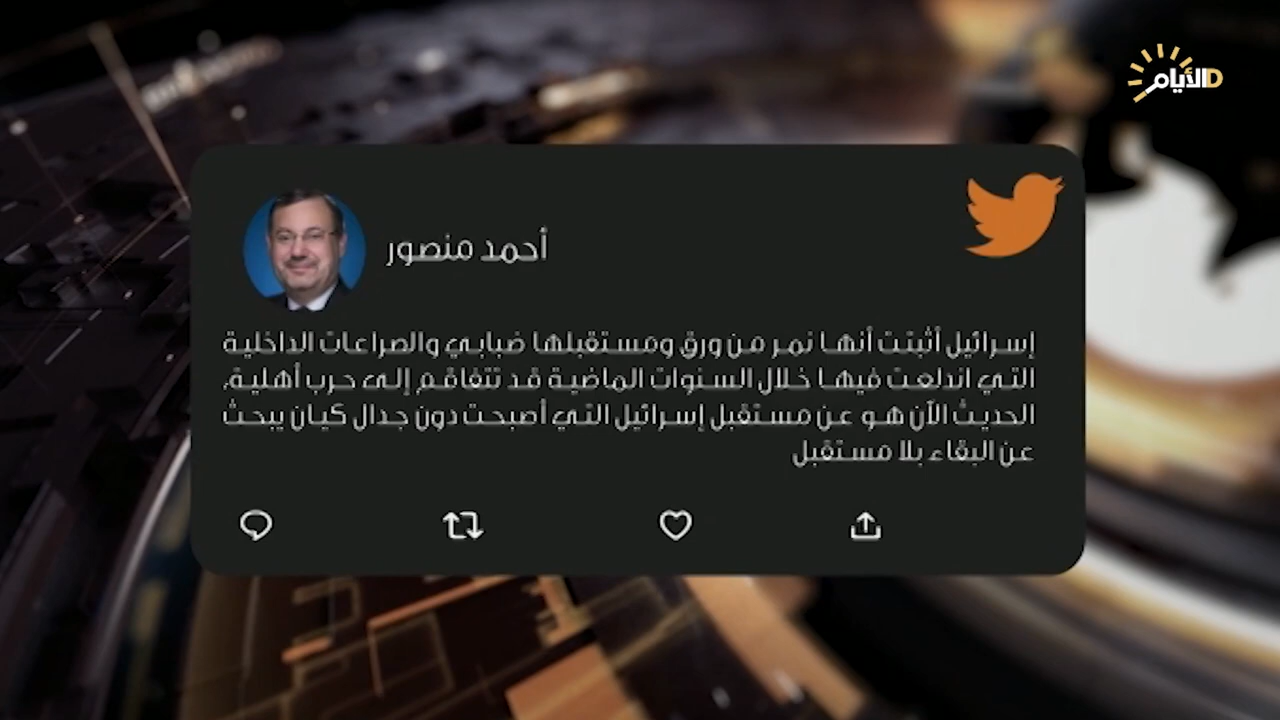 الأيام
أحمد منصور
إسرائيل أثبتت أنها نمر من ورق ومستقبلها ضبابي والصراعات الداخلية
التي اندلعت فيها خلال السنوات الماضية قد تتفاقم إلى حرب أهلية،
الحديث الآن هو عن مستقبل إسرائيل التي أصبحت دون جدال كيان يبحث
عن البقاء بلا مستقبل